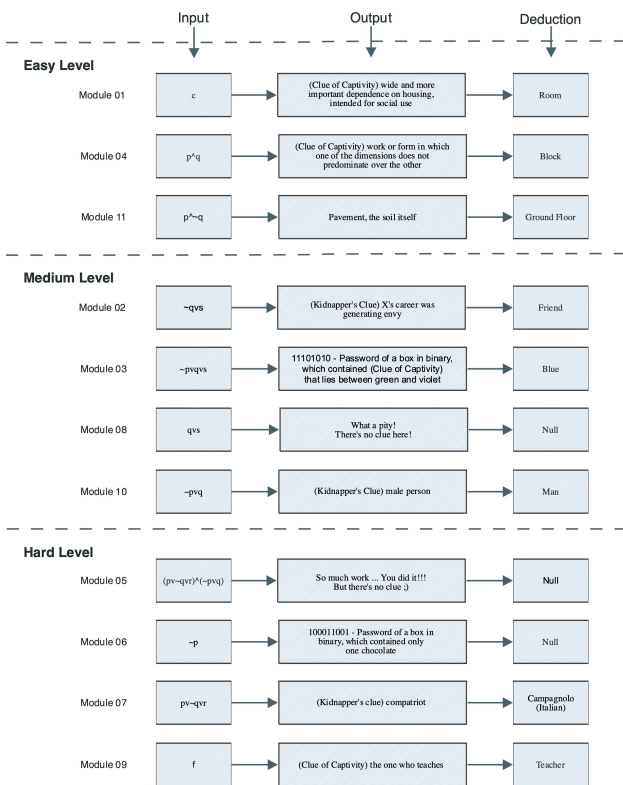 Input
Output
Deduction
Easy Level
Module 01
c
(Clue of Captivity) wide and more
important dependence on housing,
intended for social use
Room
Module 04
p^q
(Clue of Captivity) work or form in which
one of the dimensions does not
predominate over the other
Block
Module 11
p^~q
Pavement, the soil itself
Ground Floor
Medium Level
Module 02
~qvs
(Kidnapper's Clue) X's career was
generating envy
Friend
Module 03
~pvqvs
11101010 - Password of a box in binary,
which contained (Clue of Captivity)
that lies between green and violet
Blue
Module 08
qvs
What a pity!
There's no clue here!
Null
Module 10
~pvq
(Kidnapper's Clue) male person
Man
Hard Level
Module 05
(pv~qvr)^(~pvq)
So much work ... You did it!!!
But there's no clue ;)
Null
Module 06
~p
100011001 - Password of a box in
binary, which contained only
one chocolate
Null
Module 07
pv~qvr
(Kidnapper's clue) compatriot
Campagnolo
(Italian)
Module 09
f
(Clue of Captivity) the one who teaches
Teacher